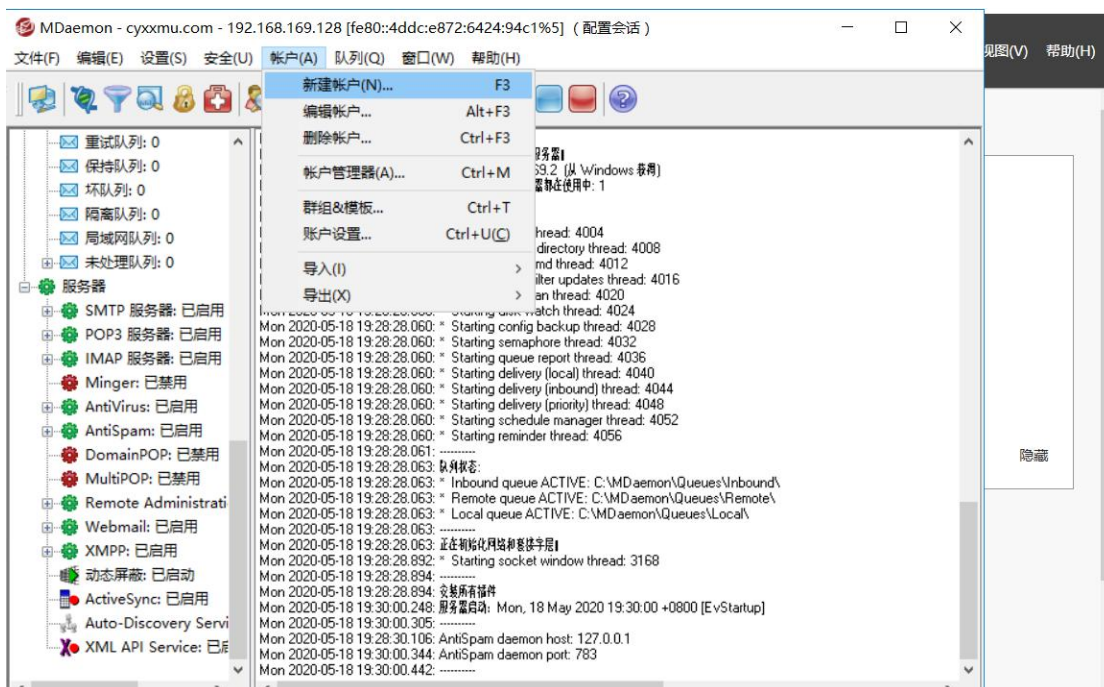 MDaemon - cyxxmu.com - 192.168.169.128 [fe80::4ddc:e872:6424:94c1%5] (配置会话)
文件(F) 编辑(E) 设置(S) 安全(U) 帐户(A) 队列(Q) 窗口(W) 帮助(H)
视图(V) 帮助(H)
新建帐户(N)... F3
编辑帐户... Alt+F3
删除帐户... Ctrl+F3
帐户管理器(A)... Ctrl+M
群组&模板... Ctrl+T
账户设置... Ctrl+U(C)
导入(I)
导出(X)
重试队列: 0
保持队列: 0
坏队列: 0
隔离队列: 0
局域网队列: 0
未处理队列: 0
服务器
SMTP 服务器: 已启用
POP3 服务器: 已启用
IMAP 服务器: 已启用
Minger: 已禁用
AntiVirus: 已启用
AntiSpam: 已启用
DomainPOP: 已禁用
MultiPOP: 已禁用
Remote Administrati
Webmail: 已启用
XMPP: 已启用
动态屏蔽: 已启动
ActiveSync: 已启用
Auto-Discovery Servi
XML API Service: 已启
服务器
69.2 (从 Windows 获得)
器都在使用中: 1
hread: 4004
directory thread: 4008
md thread: 4012
ilter updates thread: 4016
an thread: 4020
Starting disk watch thread: 4024
Mon 2020-05-18 19:28:28.060: * Starting config backup thread: 4028
Mon 2020-05-18 19:28:28.060: * Starting semaphore thread: 4032
Mon 2020-05-18 19:28:28.060: * Starting queue report thread: 4036
Mon 2020-05-18 19:28:28.060: * Starting delivery (local) thread: 4040
Mon 2020-05-18 19:28:28.060: * Starting delivery (inbound) thread: 4044
Mon 2020-05-18 19:28:28.060: * Starting delivery (priority) thread: 4048
Mon 2020-05-18 19:28:28.060: * Starting schedule manager thread: 4052
Mon 2020-05-18 19:28:28.060: * Starting reminder thread: 4056
Mon 2020-05-18 19:28:28.061: ----------
Mon 2020-05-18 19:28:28.063: 队列状态:
Mon 2020-05-18 19:28:28.063: * Inbound queue ACTIVE: C:\MDaemon\Queues\Inbound\
Mon 2020-05-18 19:28:28.063: * Remote queue ACTIVE: C:\MDaemon\Queues\Remote\
Mon 2020-05-18 19:28:28.063: * Local queue ACTIVE: C:\MDaemon\Queues\Local\
Mon 2020-05-18 19:28:28.063: ----------
Mon 2020-05-18 19:28:28.063: 正在初始化网络和套接字层
Mon 2020-05-18 19:28:28.892: * Starting socket window thread: 3168
Mon 2020-05-18 19:28:28.894: ----------
Mon 2020-05-18 19:28:28.894: 安装所有插件
Mon 2020-05-18 19:30:00.248: 服务器启动: Mon, 18 May 2020 19:30:00 +0800 [EvStartup]
Mon 2020-05-18 19:30:00.305: ----------
Mon 2020-05-18 19:28:30.106: AntiSpam daemon host: 127.0.0.1
Mon 2020-05-18 19:30:00.344: AntiSpam daemon port: 783
Mon 2020-05-18 19:30:00.442: ----------
隐藏